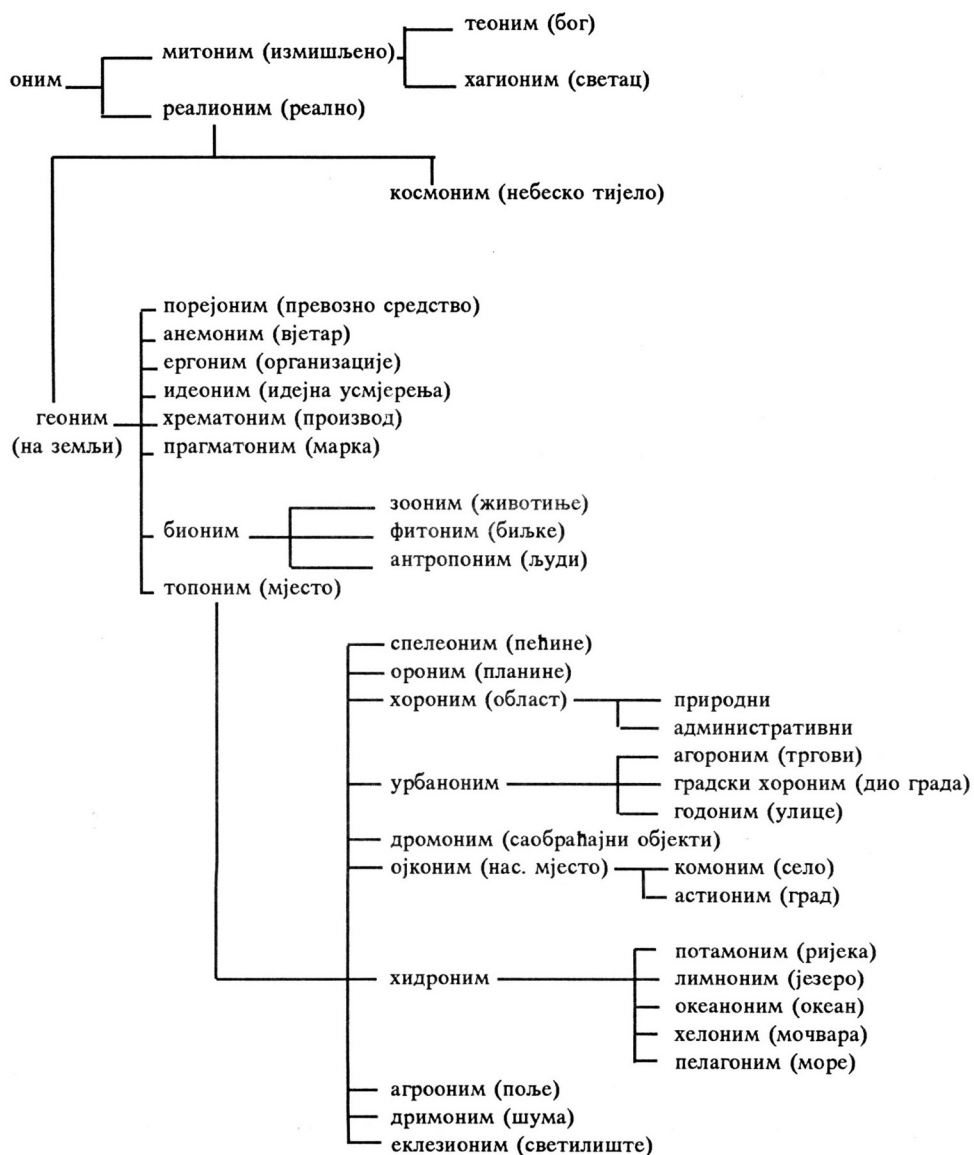 теоним (бог)
митоним (измишљено)
оним
хагионим (светац)
реалионим (реално)
космоним (небеско тијело)
порејоним (превозно средство)
анемоним (вјетар)
ергоним (организације)
идеоним (идејна усмјерења)
геоним хрематоним (производ)
(на земљи) прагматоним (марка)
зооним (животиње)
бионим фитоним (биљке)
антропоним (људи)
топоним (мјесто)
спелеоним (пећине)
ороним (планине)
хороним (област) природни
административни
агороним (тргови)
урбаноним градски хороним (дио града)
годоним (улице)
дромоним (саобраћајни објекти)
ојконим (нас. мјесто) комоним (село)
астионим (град)
потамоним (ријека)
хидроним лимноним (језеро)
океаноним (океан)
хелоним (мочвара)
пелагоним (море)
агрооним (поље)
дримоним (шума)
еклезионим (светилиште)